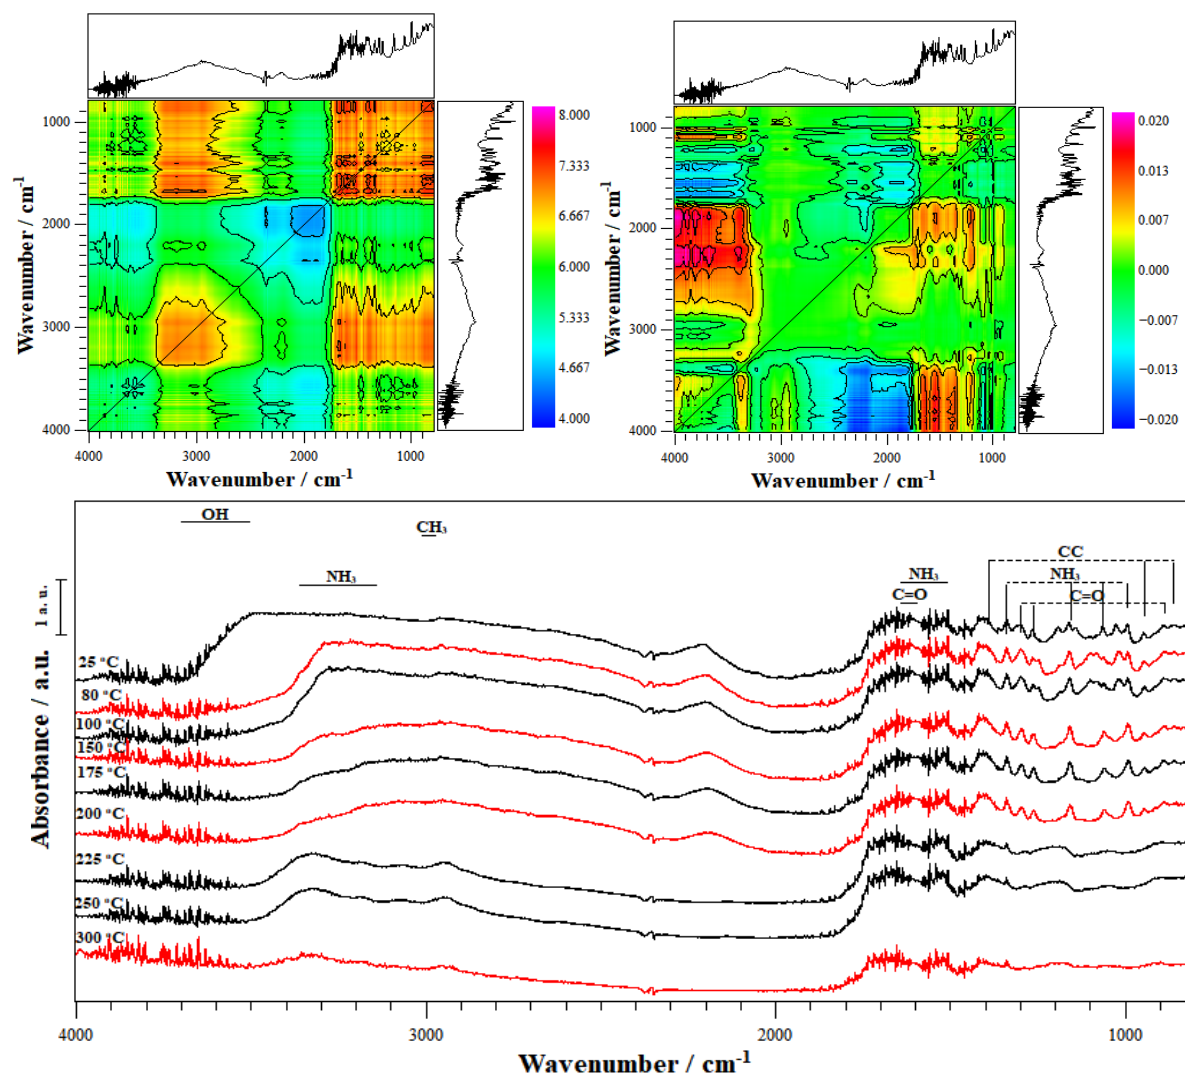 1000
2000
3000
4000
Wavenumber / cm-1
4000 3000 2000 1000
Wavenumber / cm-1
8.000
7.333
6.667
6.000
5.333
4.667
4.000
1000
2000
3000
4000
Wavenumber / cm-1
4000 3000 2000 1000
Wavenumber / cm-1
0.020
0.013
0.007
0.000
−0.007
−0.013
−0.020
OH
CH₃
NH₃
NH₃
C=O
CC
NH₃
C=O
1 a. u.
25 °C
80 °C
100 °C
150 °C
175 °C
200 °C
225 °C
250 °C
300 °C
Absorbance / a.u.
4000 3000 2000 1000
Wavenumber / cm-1